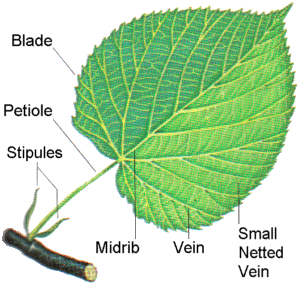 Blade
Petiole
Stipules
Midrib
Vein
Small
Netted
Vein